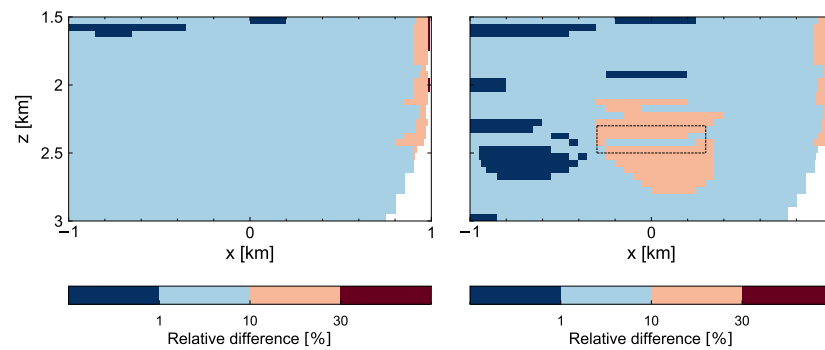 1.5
2
2.5
3
z [km]
−1 0 1
x [km]
−1 0
x [km]
1 10 30
Relative difference [%]
1 10 30
Relative difference [%]